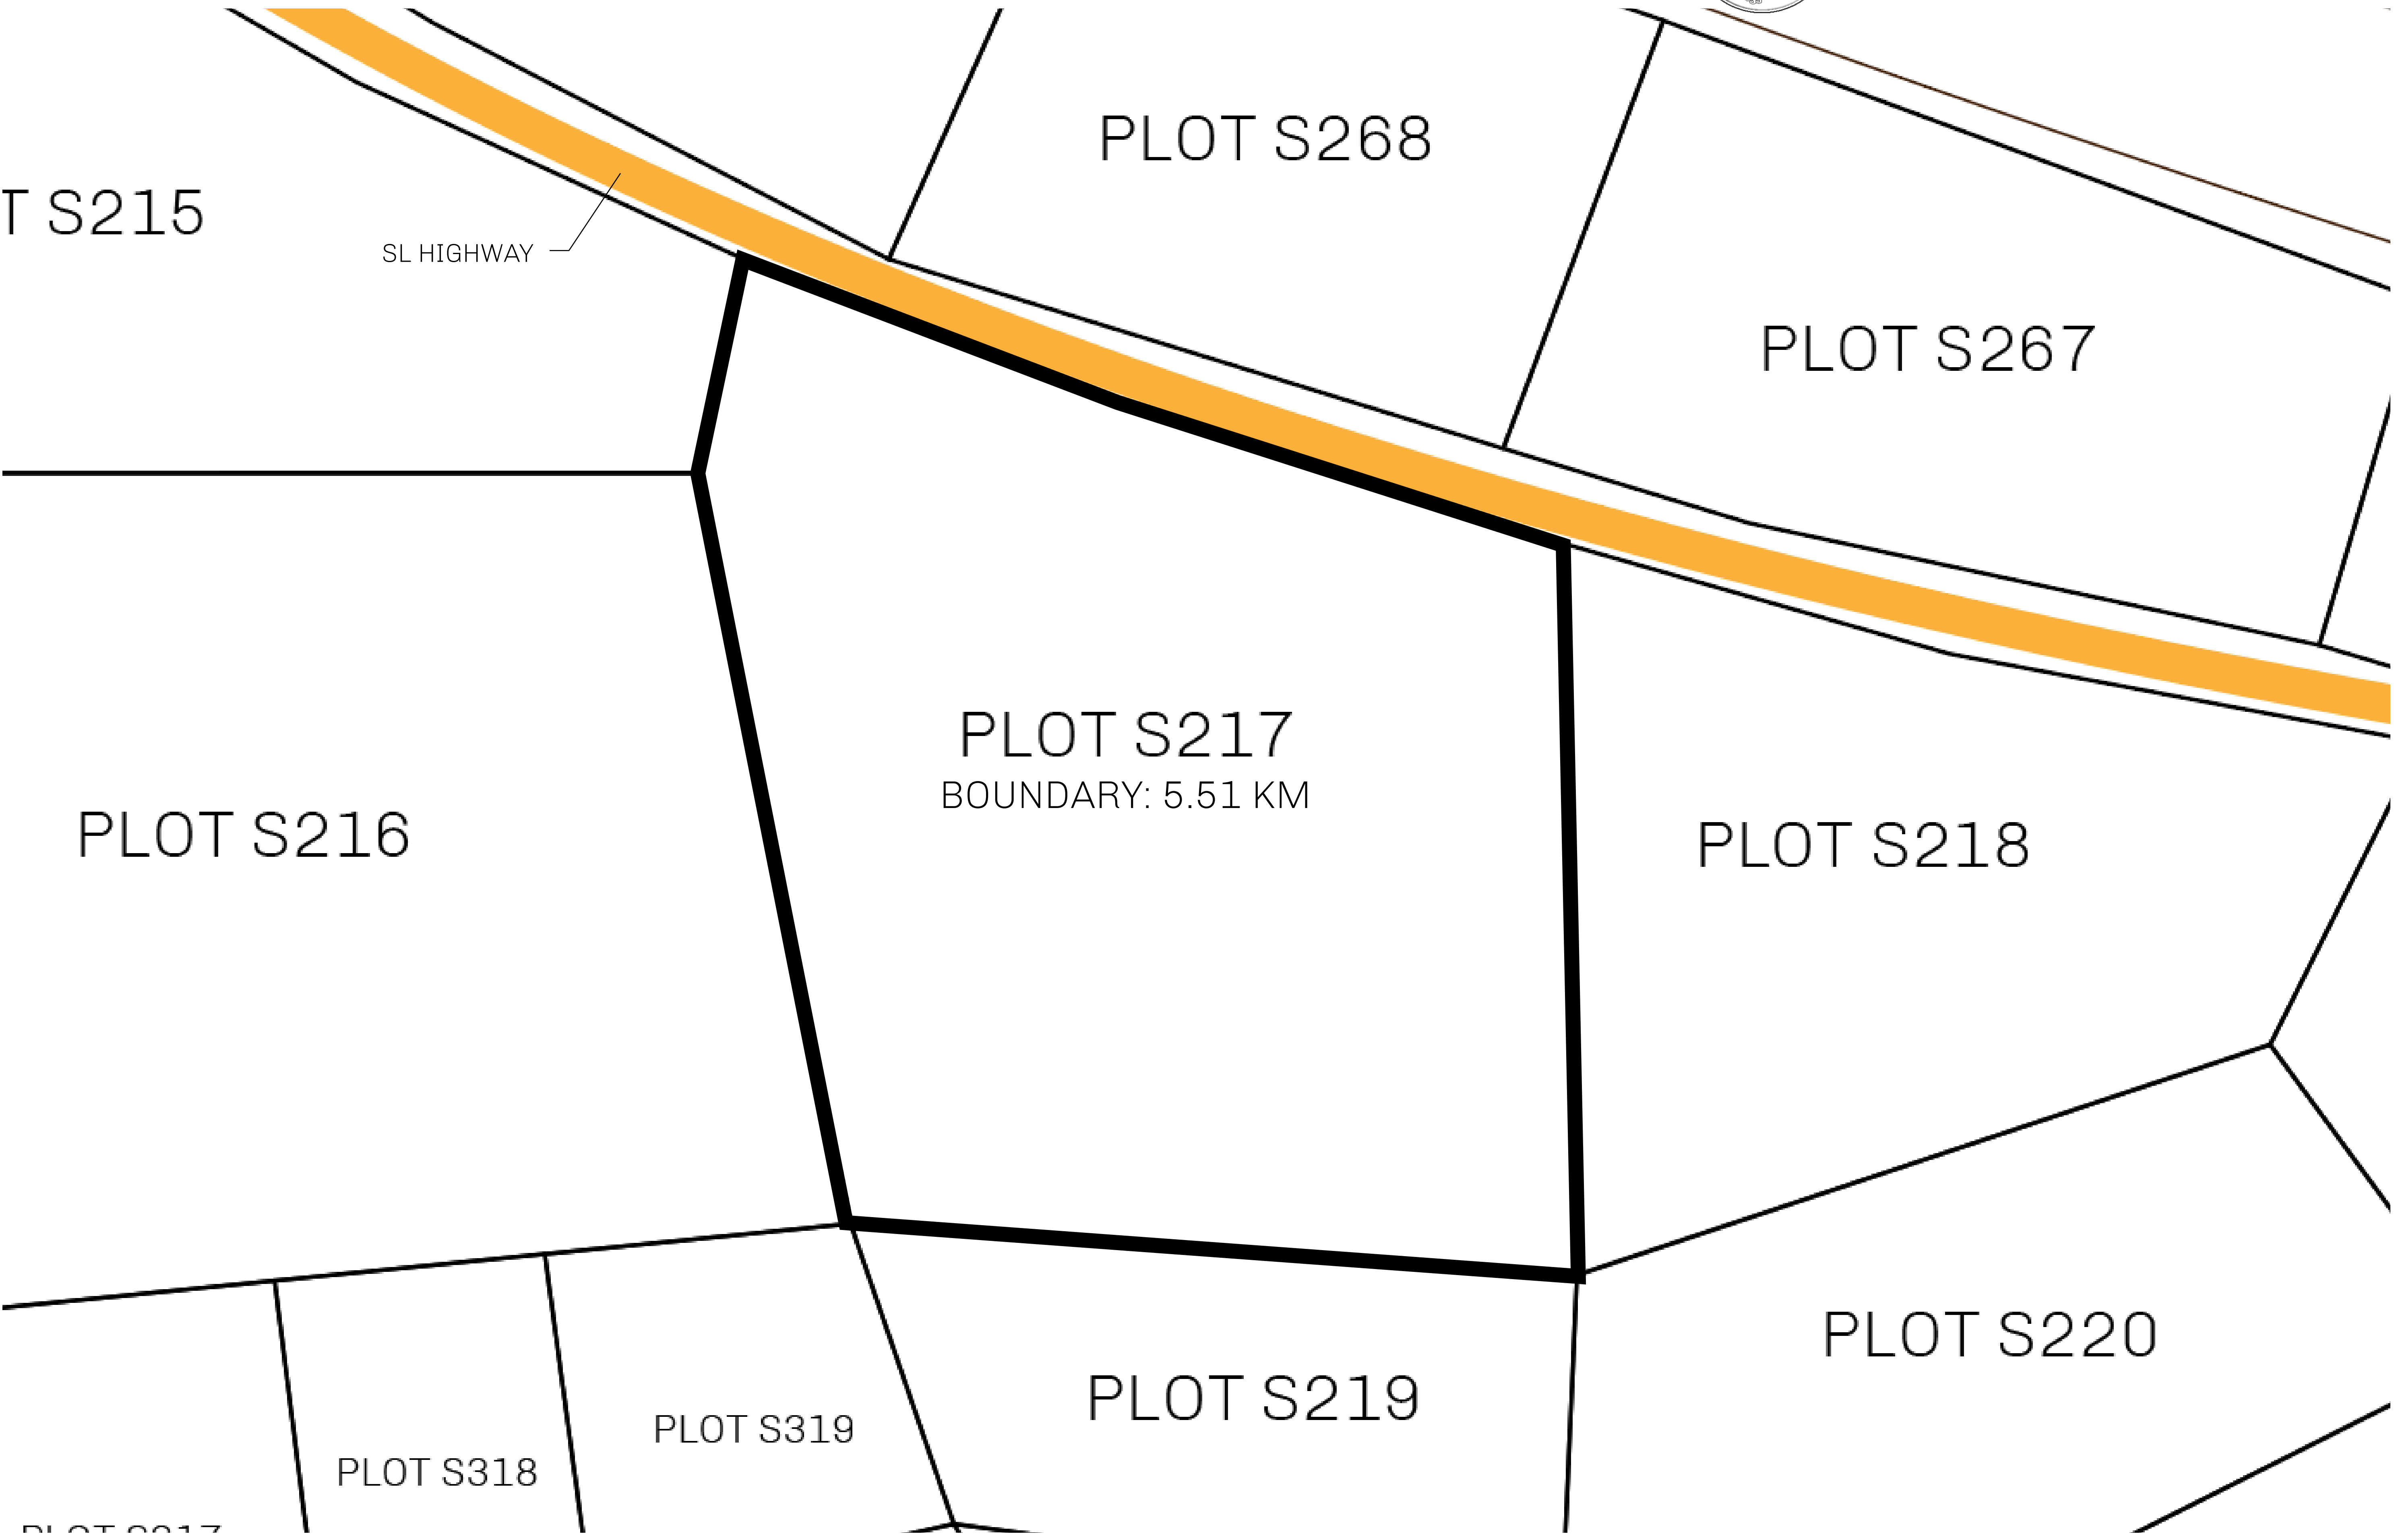 PLOT S268
T S215
SL HIGHWAY
PLOT S267
PLOT S217
BOUNDARY: 5.51 KM
PLOT S216
PLOT S218
PLOT S220
PLOT S219
PLOT S319
PLOT S318